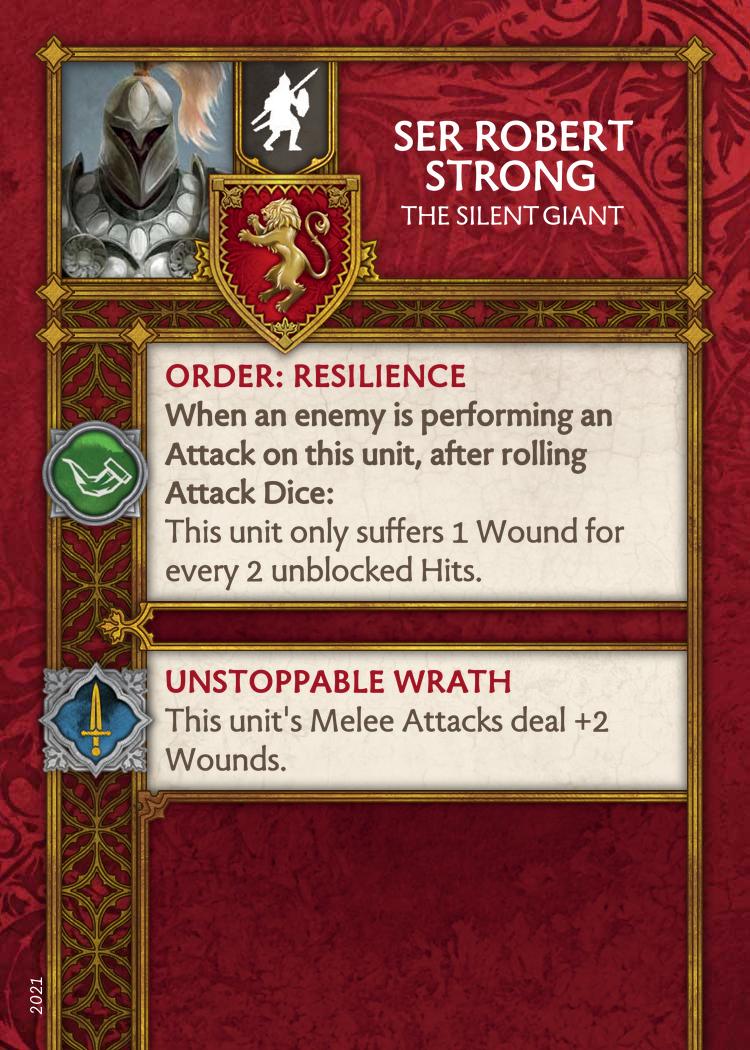 SER ROBERT
STRONG
THE SILENT GIANT
ORDER: RESILIENCE
When an enemy is performing an
Attack on this unit, after rolling
Attack Dice:
This unit only suffers 1 Wound for
every 2 unblocked Hits.
UNSTOPPABLE WRATH
This unit's Melee Attacks deal +2
Wounds.
2021